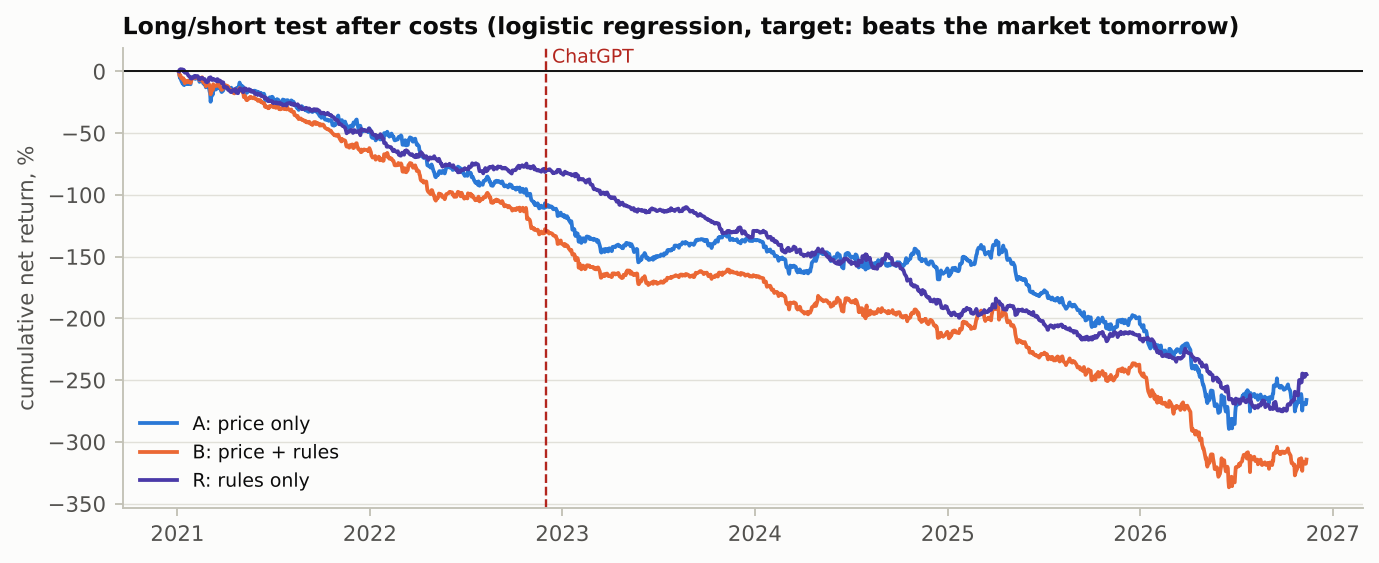 Long/short test after costs (logistic regression, target: beats the market tomorrow)
ChatGPT
cumulative net return, %
0
−50
−100
−150
−200
−250
−300
−350
A: price only
B: price + rules
R: rules only
2021 2022 2023 2024 2025 2026 2027